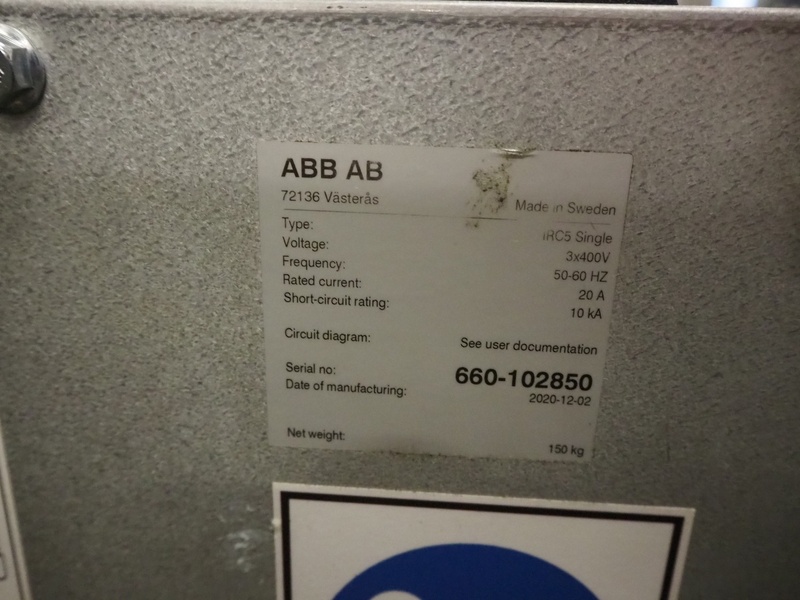 ABB AB
72136 Västerås
Made in Sweden
Type: IRC5 Single
Voltage: 3x400V
Frequency: 50-60 HZ
Rated current: 20 A
Short-circuit rating: 10 kA
Circuit diagram: See user documentation
Serial no: 660-102850
Date of manufacturing: 2020-12-02
Net weight: 150 kg